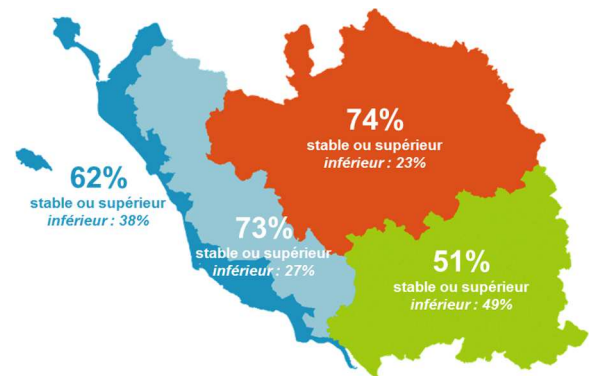 74%
stable ou supérieur
inférieur : 23%
62%
stable ou supérieur
inférieur : 38%
73%
stable ou supérieur
inférieur : 27%
51%
stable ou supérieur
inférieur : 49%